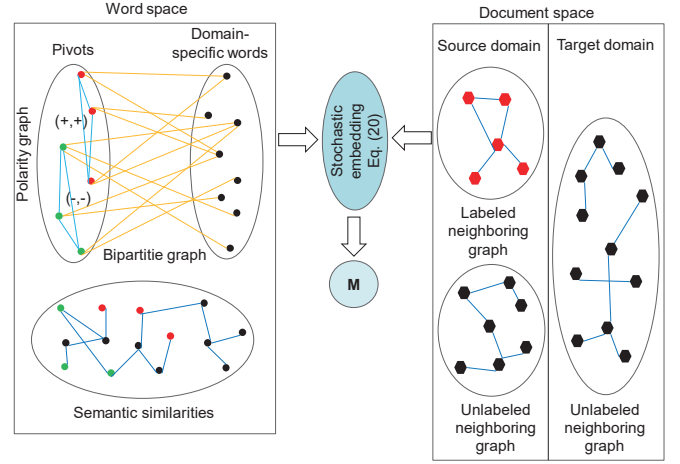 Word space
Pivots
Domain-
specific words
Polarity graph
(+,+)
(-,-)
Bipartitie graph
Semantic similarities
Stochastic
embedding
Eq. (20)
M
Document space
Source domain
Target domain
Labeled
neighboring
graph
Unlabeled
neighboring
graph
Unlabeled
neighboring
graph